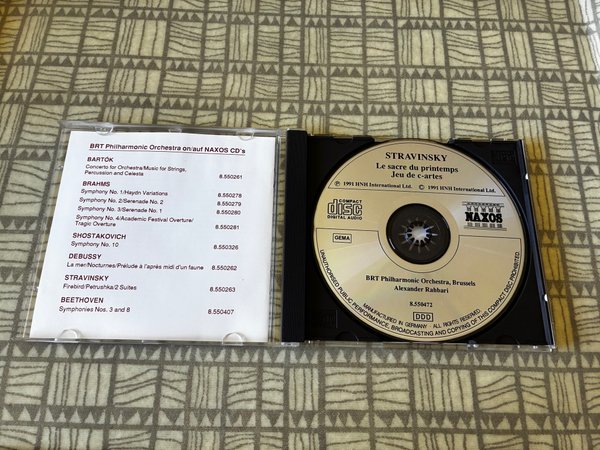 BRT Philharmonic Orchestra on/auf NAXOS CD's
BARTÓK
Concerto for Orchestra/Music for Strings,
Percussion and Celesta 8.550261
BRAHMS
Symphony No. 1/Haydn Variations 8.550278
Symphony No. 2/Serenade No. 2 8.550279
Symphony No. 3/Serenade No. 1 8.550280
Symphony No. 4/Academic Festival Overture/
Tragic Overture 8.550281
SHOSTAKOVICH
Symphony No. 10 8.550326
DEBUSSY
La mer/Nocturnes/Prélude à l'après midi d'un faune 8.550262
STRAVINSKY
Firebird/Petrushka/2 Suites 8.550263
BEETHOVEN
Symphonies Nos. 3 and 8 8.550407
STRAVINSKY
Le sacre du printemps
Jeu de c-artes
℗ 1991 HNH International Ltd. © 1991 HNH International Ltd.
COMPACT
disc
DIGITAL AUDIO
NAXOS
GEMA
BRT Philharmonic Orchestra, Brussels
Alexander Rahbari
8.550472
DDD
MANUFACTURED IN GERMANY · ALL RIGHTS RESERVED
UNAUTHORISED PUBLIC PERFORMANCE, BROADCASTING AND COPYING OF THIS COMPACT DISC PROHIBITED